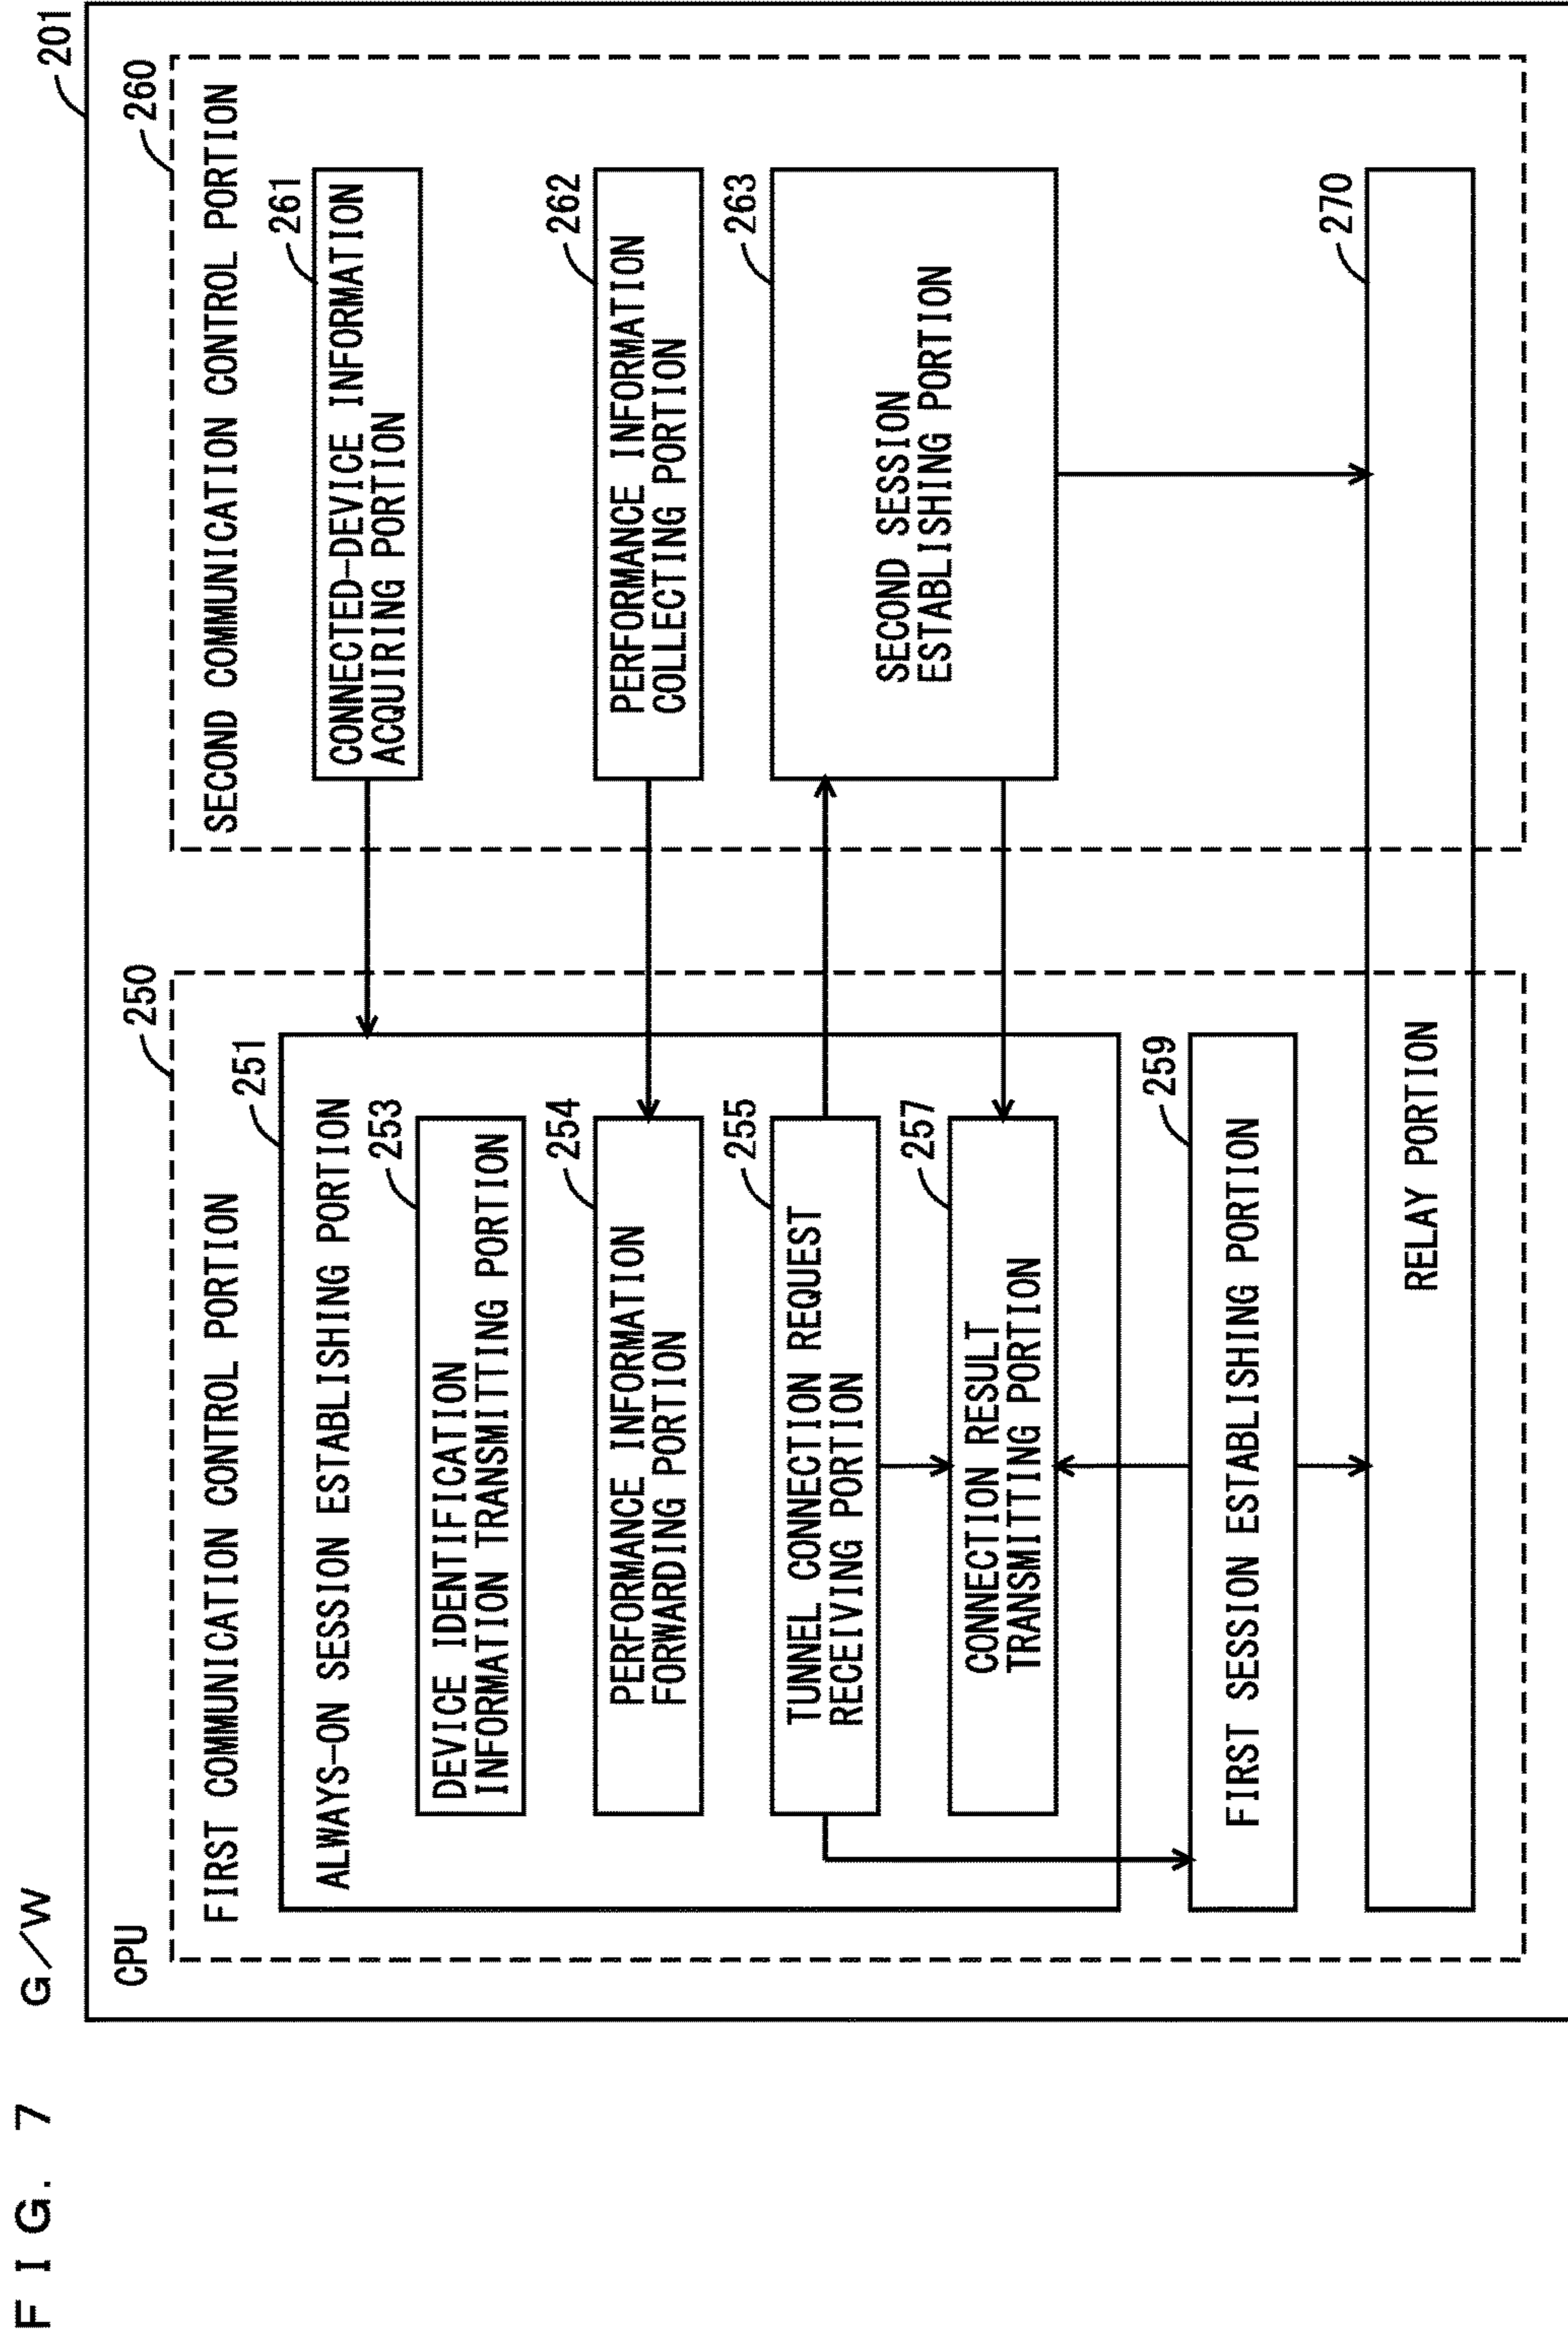 FIG. 7
G/W
201
CPU
250
FIRST COMMUNICATION CONTROL PORTION
251
ALWAYS-ON SESSION ESTABLISHING PORTION
253
DEVICE IDENTIFICATION
INFORMATION TRANSMITTING PORTION
254
PERFORMANCE INFORMATION
FORWARDING PORTION
255
TUNNEL CONNECTION REQUEST
RECEIVING PORTION
257
CONNECTION RESULT
TRANSMITTING PORTION
259
FIRST SESSION ESTABLISHING PORTION
260
SECOND COMMUNICATION CONTROL PORTION
261
CONNECTED-DEVICE INFORMATION
ACQUIRING PORTION
262
PERFORMANCE INFORMATION
COLLECTING PORTION
263
SECOND SESSION
ESTABLISHING PORTION
270
RELAY PORTION